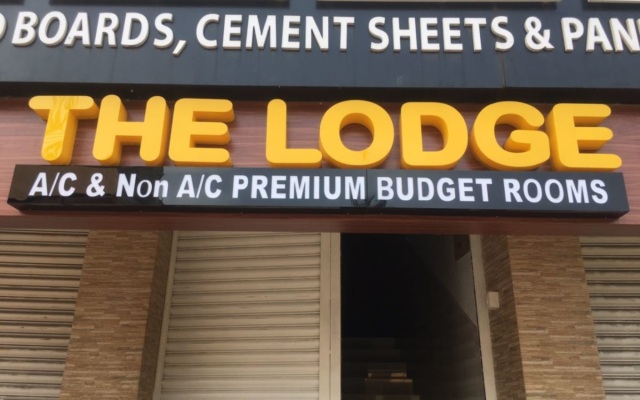 BOARDS, CEMENT SHEETS &
THE LODGE
A/C & Non A/C PREMIUM BUDGET ROOMS